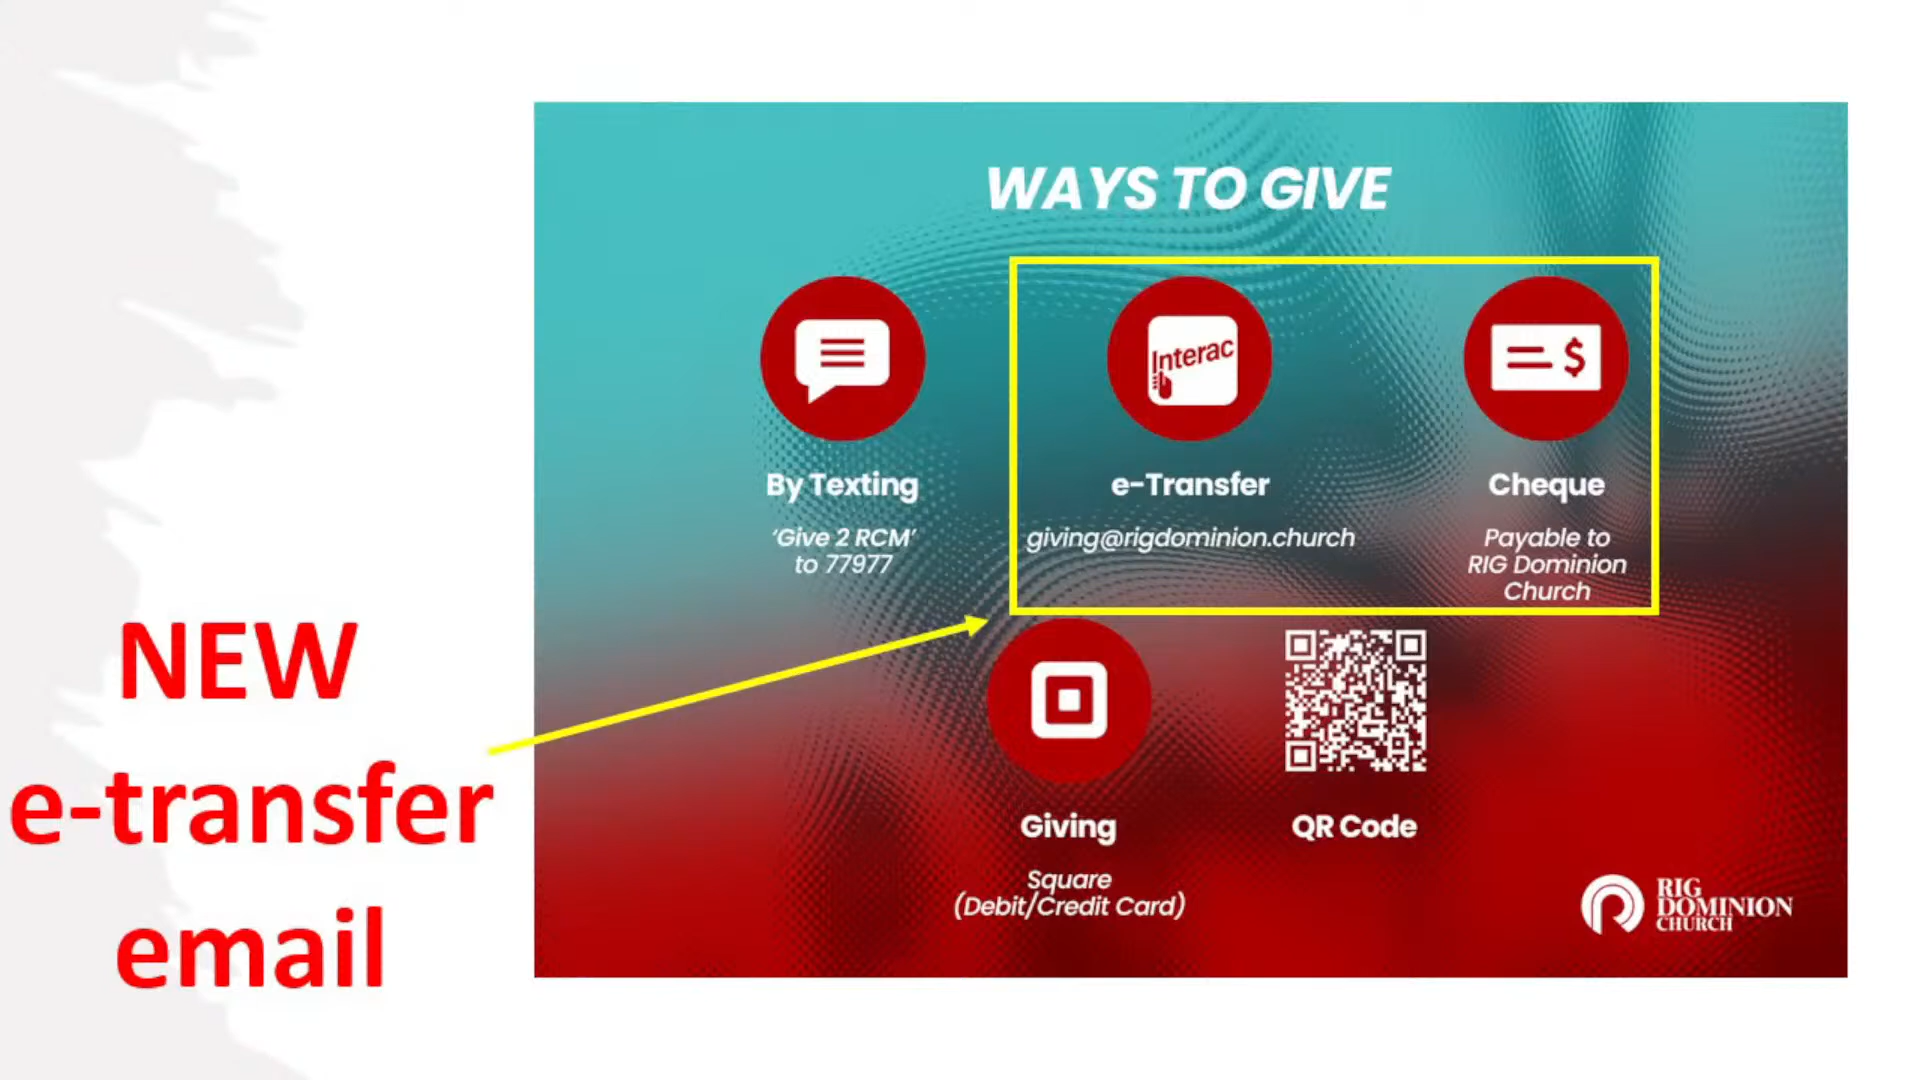 WAYS TO GIVE
Interac
$
By Texting
'Give 2 RCM'
to 77977
e-Transfer
giving@rigdominion.church
Cheque
Payable to
RIG Dominion
Church
NEW
e-transfer
email
Giving
Square
(Debit/Credit Card)
QR Code
RIG
DOMINION
CHURCH